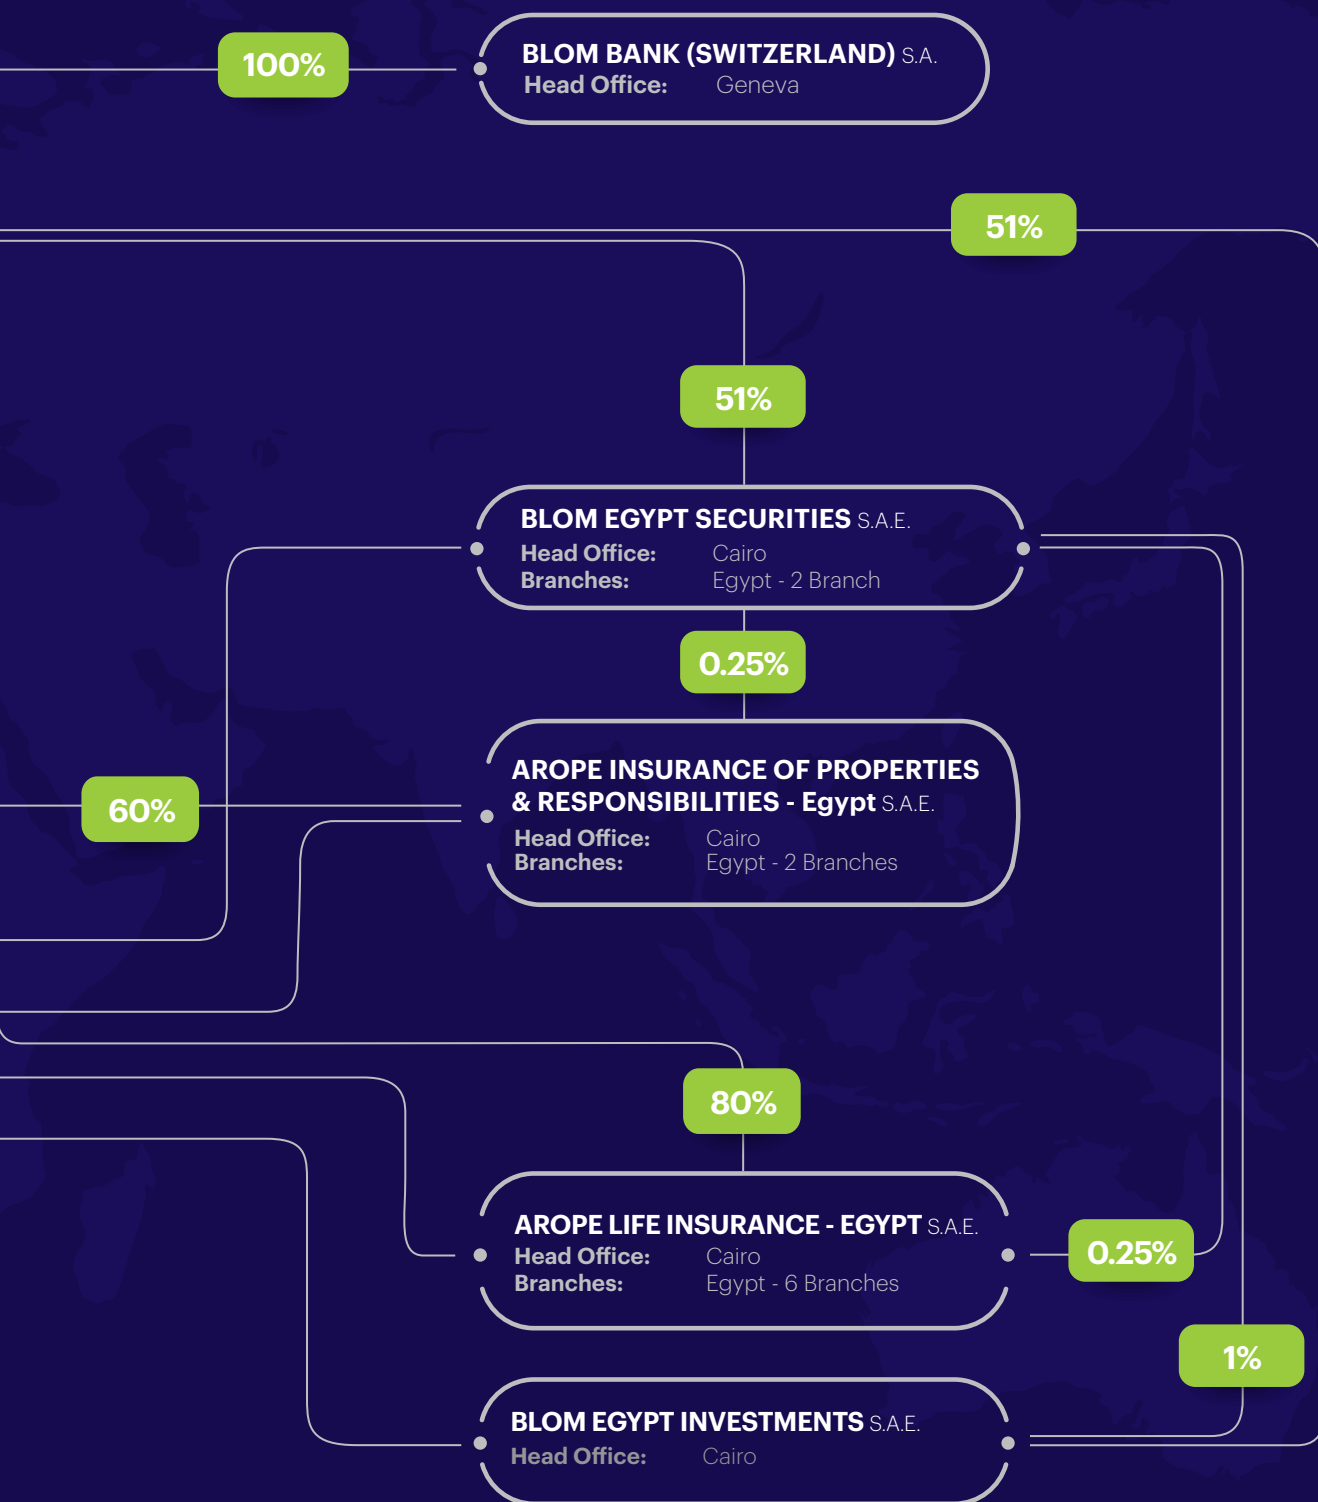 100%
BLOM BANK (SWITZERLAND) S.A.
Head Office: Geneva
51%
51%
BLOM EGYPT SECURITIES S.A.E.
Head Office: Cairo
Branches: Egypt - 2 Branch
0.25%
AROPE INSURANCE OF PROPERTIES
& RESPONSIBILITIES - Egypt S.A.E.
Head Office: Cairo
Branches: Egypt - 2 Branches
60%
80%
AROPE LIFE INSURANCE - EGYPT S.A.E.
Head Office: Cairo
Branches: Egypt - 6 Branches
0.25%
1%
BLOM EGYPT INVESTMENTS S.A.E.
Head Office: Cairo